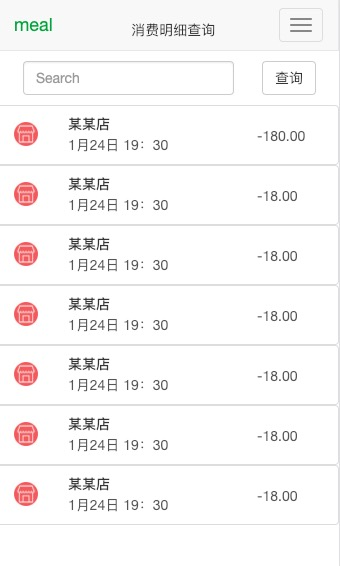 meal
消费明细查询
Search
查询
某某店
1月24日 19：30
-180.00
某某店
1月24日 19：30
-18.00
某某店
1月24日 19：30
-18.00
某某店
1月24日 19：30
-18.00
某某店
1月24日 19：30
-18.00
某某店
1月24日 19：30
-18.00
某某店
1月24日 19：30
-18.00